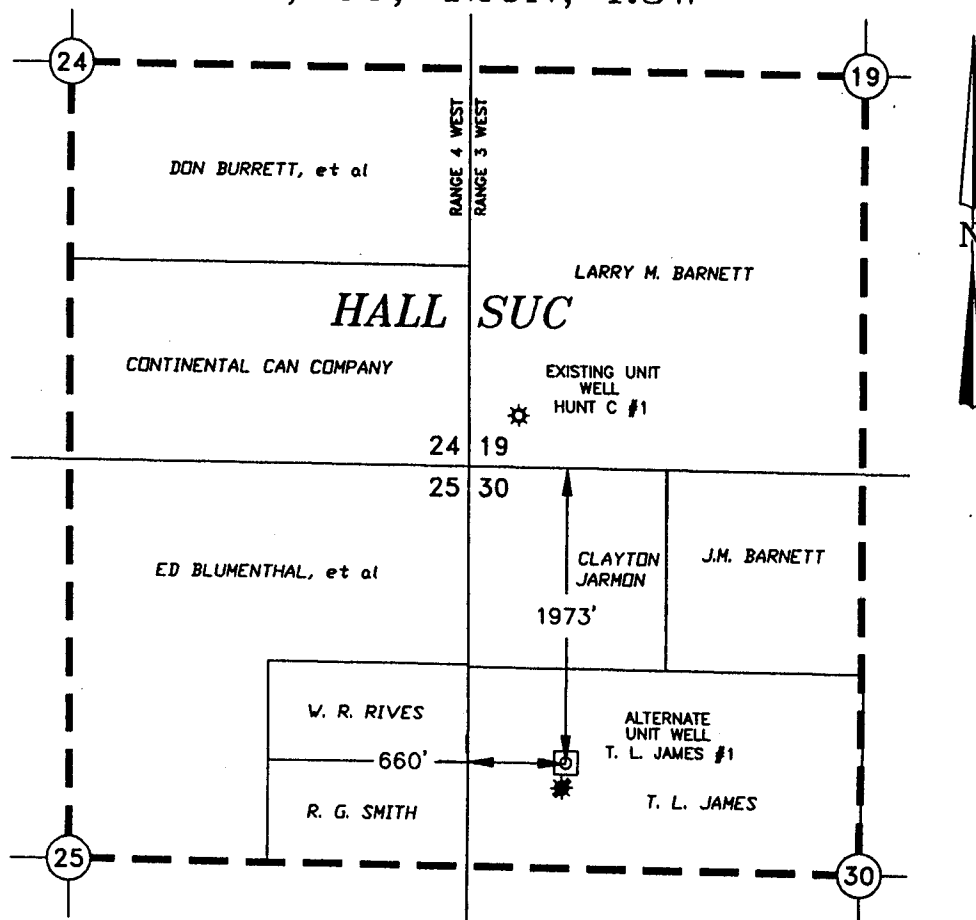 24
19
RANGE 4 WEST
RANGE 3 WEST
DON BURRETT, et al
N
LARRY M. BARNETT
HALL SUC
CONTINENTAL CAN COMPANY
EXISTING UNIT
WELL
HUNT C #1
24 19
25 30
ED BLUMENTHAL, et al
CLAYTON
JARMON
J.M. BARNETT
1973'
W. R. RIVES
ALTERNATE
UNIT WELL
T. L. JAMES #1
660'
R. G. SMITH
T. L. JAMES
25
30